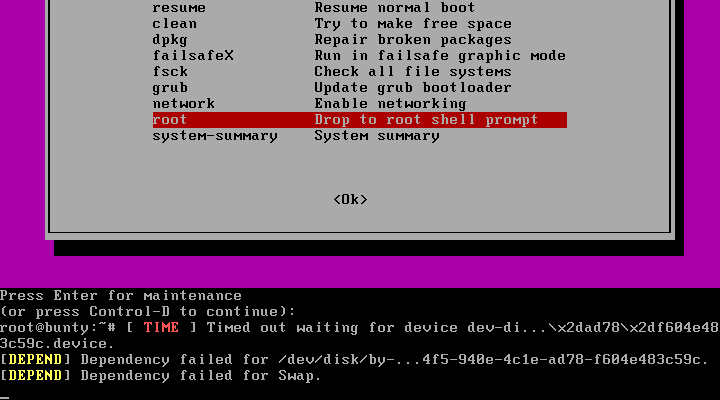 resume Resume normal boot
clean Try to make free space
dpkg Repair broken packages
failsafeX Run in failsafe graphic mode
fsck Check all file systems
grub Update grub bootloader
network Enable networking
root Drop to root shell prompt
system-summary System summary
<Ok>
Press Enter for maintenance
(or press Control-D to continue):
root@bunty:~# [ TIME ] Timed out waiting for device dev-di...\x2dad78\x2df604e48
3c59c.device.
[DEPEND] Dependency failed for /dev/disk/by-...4f5-940e-4c1e-ad78-f604e483c59c.
[DEPEND] Dependency failed for Swap.